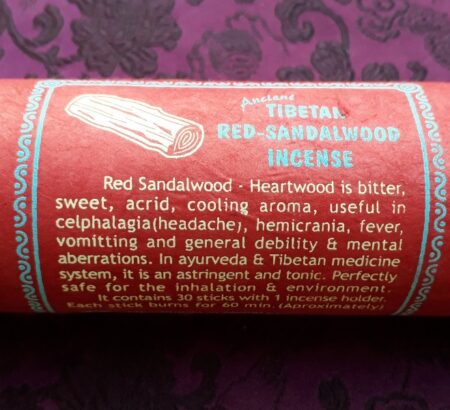 Anciant
TIBETAN
RED-SANDALWOOD
INCENSE
Red Sandalwood - Heartwood is bitter,
sweet, acrid, cooling aroma, useful in
celphalagia(headache), hemicrania, fever,
vomitting and general debility & mental
aberrations. In ayurveda & Tibetan medicine
system, it is an astringent and tonic. Perfectly
safe for the inhalation & environment.
It contains 30 sticks with 1 incense holder.
Each stick burns for 60 min. (Aproximately)